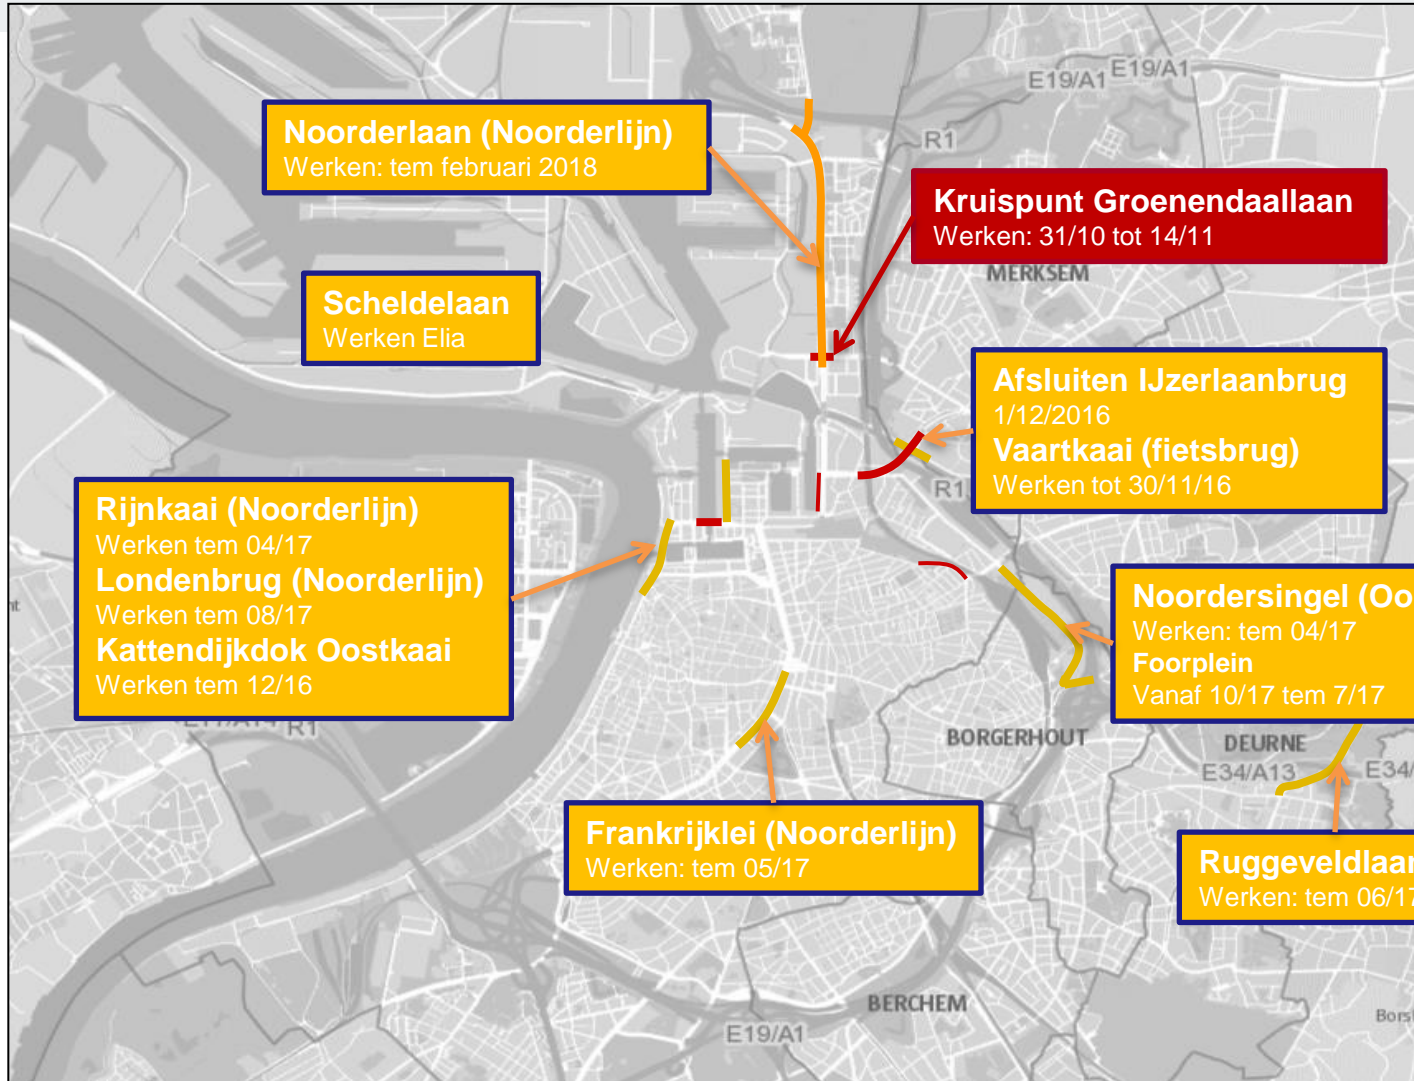 E19/A1 E19/A1
R1
Noorderlaan (Noorderlijn)
Werken: tem februari 2018
Kruispunt Groenendaallaan
Werken: 31/10 tot 14/11
MERKSEM
Scheldelaan
Werken Elia
Afsluiten IJzerlaanbrug
1/12/2016
Vaartkaai (fietsbrug)
Werken tot 30/11/16
R1
Rijnkaai (Noorderlijn)
Werken tem 04/17
Londenbrug (Noorderlijn)
Werken tem 08/17
Kattendijkdok Oostkaai
Werken tem 12/16
Noordersingel (Oo
Werken: tem 04/17
Foorplein
Vanaf 10/17 tem 7/17
R1
BORGERHOUT
DEURNE
E34/A13
E34/
Frankrijklei (Noorderlijn)
Werken: tem 05/17
Ruggeveldlaan
Werken: tem 06/17
BERCHEM
E19/A1